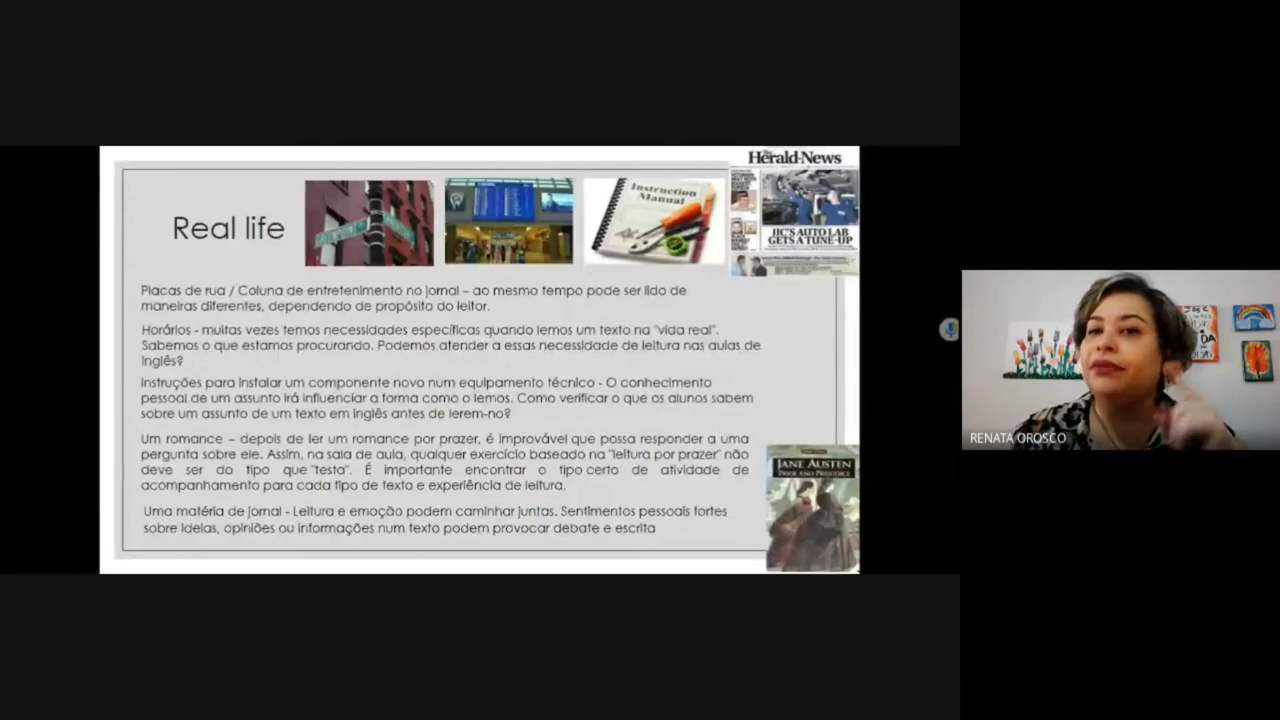 The
Herald-News
Real life
Instruction
Manual
JJC'S AUTO LAB
GETS A TUNE-UP
Placas de rua / Coluna de entretenimento no jornal – ao mesmo tempo pode ser lido de
maneiras diferentes, dependendo de propósito do leitor.
Horários - muitas vezes temos necessidades específicas quando lemos um texto na "vida real".
Sabemos o que estamos procurando. Podemos atender a essas necessidade de leitura nas aulas de
inglês?
Instruções para instalar um componente novo num equipamento técnico - O conhecimento
pessoal de um assunto irá influenciar a forma como o lemos. Como verificar o que os alunos sabem
sobre um assunto de um texto em inglês antes de lerem-no?
Um romance – depois de ler um romance por prazer, é improvável que possa responder a uma
pergunta sobre ele. Assim, na sala de aula, qualquer exercício baseado na "leitura por prazer" não
deve ser do tipo que "testa". É importante encontrar o tipo certo de atividade de
acompanhamento para cada tipo de texto e experiência de leitura.
Uma matéria de jornal - Leitura e emoção podem caminhar juntas. Sentimentos pessoais fortes
sobre ideias, opiniões ou informações num texto podem provocar debate e escrita
JANE AUSTEN
PRIDE AND PREJUDICE
RENATA OROSCO